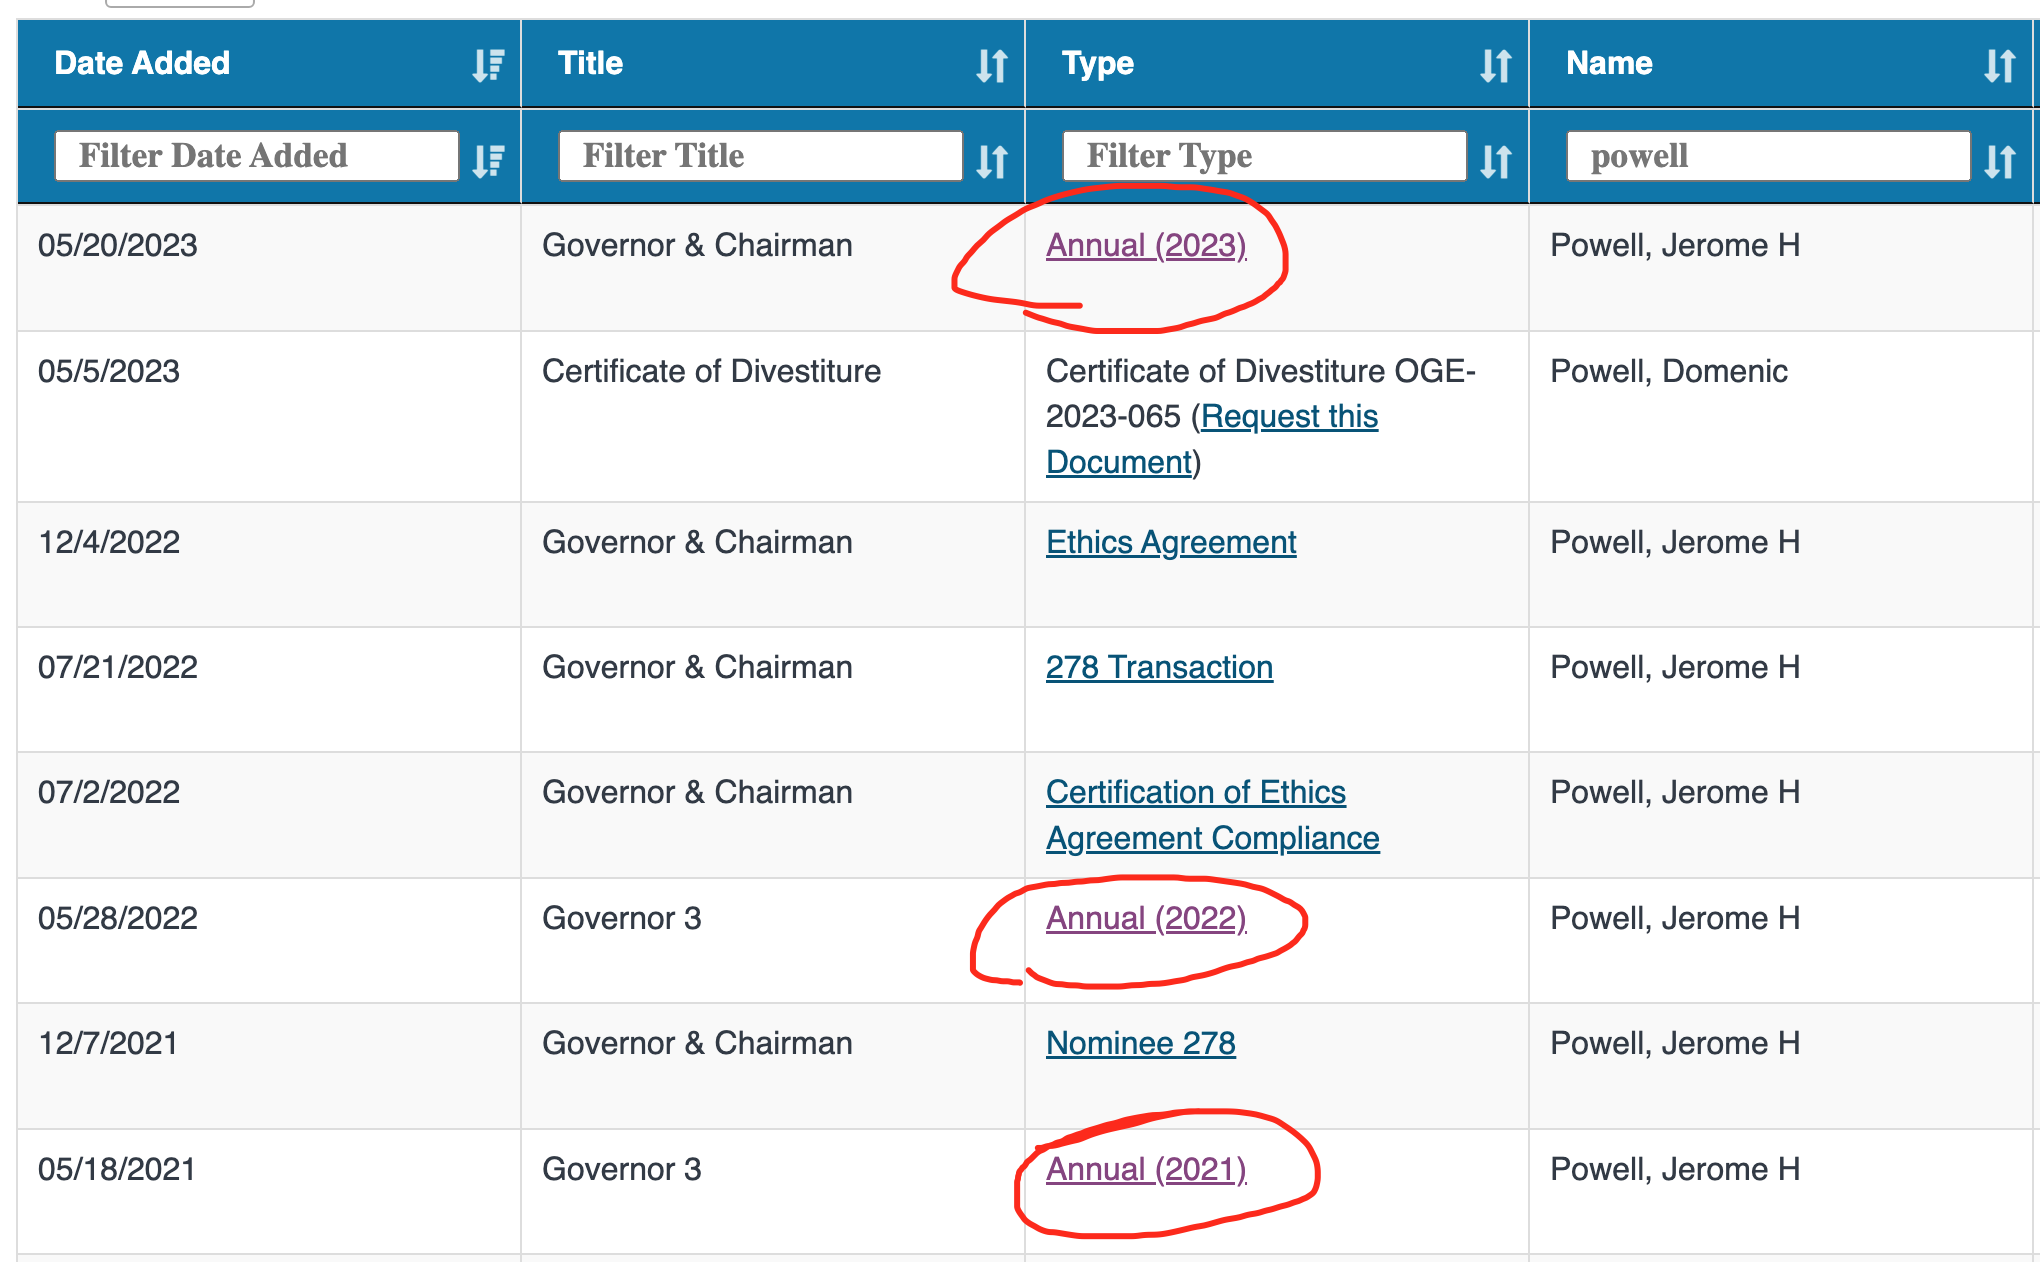 Date Added Title Type Name
Filter Date Added Filter Title Filter Type powell
05/20/2023 Governor & Chairman Annual (2023) Powell, Jerome H
05/5/2023 Certificate of Divestiture Certificate of Divestiture OGE- Powell, Domenic
2023-065 (Request this
Document)
12/4/2022 Governor & Chairman Ethics Agreement Powell, Jerome H
07/21/2022 Governor & Chairman 278 Transaction Powell, Jerome H
07/2/2022 Governor & Chairman Certification of Ethics Powell, Jerome H
Agreement Compliance
05/28/2022 Governor 3 Annual (2022) Powell, Jerome H
12/7/2021 Governor & Chairman Nominee 278 Powell, Jerome H
05/18/2021 Governor 3 Annual (2021) Powell, Jerome H